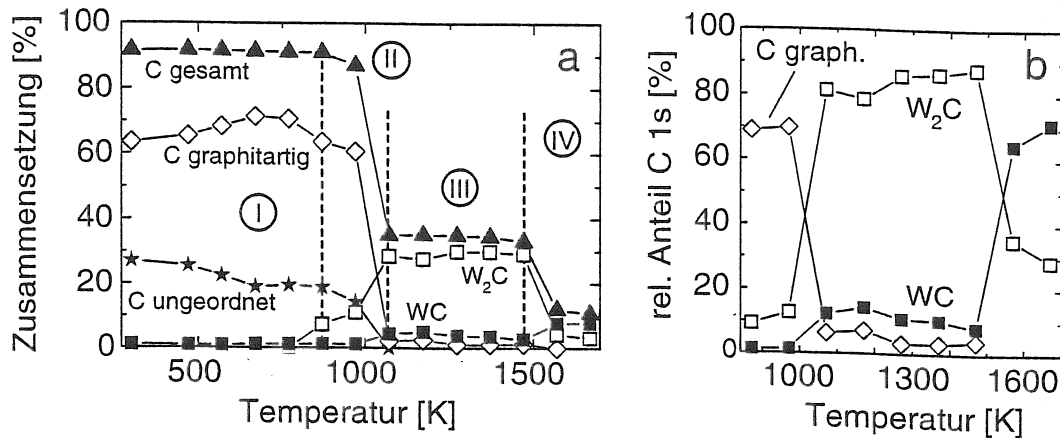 Zusammensetzung [%]
100
80
60
40
20
0
C gesamt
C graphitartig
C ungeordnet
I
II
III
IV
a
W₂C
WC
500
1000
1500
Temperatur [K]
rel. Anteil C 1s [%]
100
80
60
40
20
0
C graph.
b
W₂C
WC
1000
1300
1600
Temperatur [K]